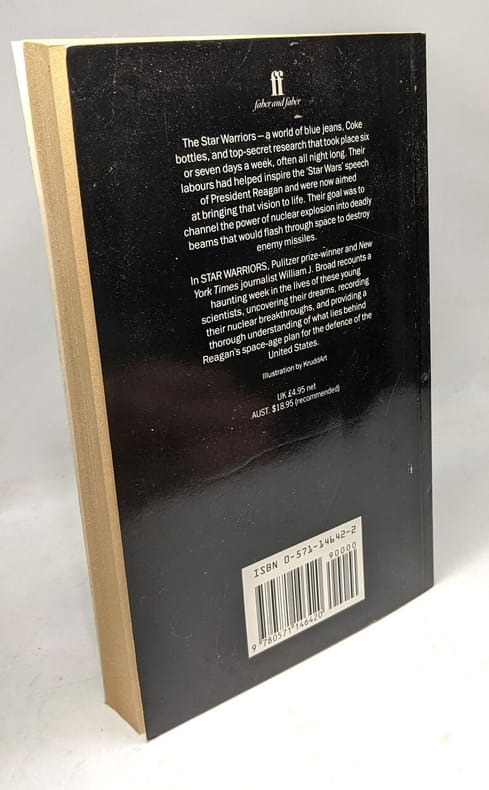 ff
faber and faber
The Star Warriors – a world of blue jeans, Coke
bottles, and top-secret research that took place six
or seven days a week, often all night long. Their
labours had helped inspire the 'Star Wars' speech
of President Reagan and were now aimed
at bringing that vision to life. Their goal was to
channel the power of nuclear explosion into deadly
beams that would flash through space to destroy
enemy missiles.
In STAR WARRIORS, Pulitzer prize-winner and New
York Times journalist William J. Broad recounts a
haunting week in the lives of these young
scientists, uncovering their dreams, recording
their nuclear breakthroughs, and providing a
thorough understanding of what lies behind
Reagan's space-age plan for the defence of the
United States.
Illustration by KruddArt
UK £4.95 net
AUST. $18.95 (recommended)
ISBN 0-571-14642-2
90000
9 780571 146420